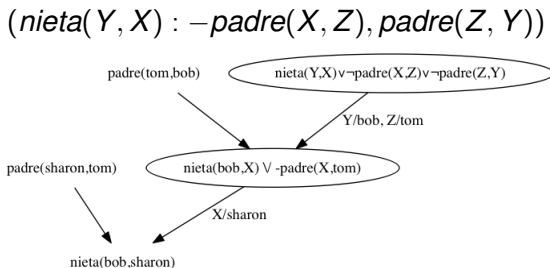 (nieta(Y, X) : −padre(X, Z), padre(Z, Y))
padre(tom,bob)
nieta(Y,X)∨¬padre(X,Z)∨¬padre(Z,Y)
Y/bob, Z/tom
padre(sharon,tom)
nieta(bob,X) \/ -padre(X,tom)
X/sharon
nieta(bob,sharon)